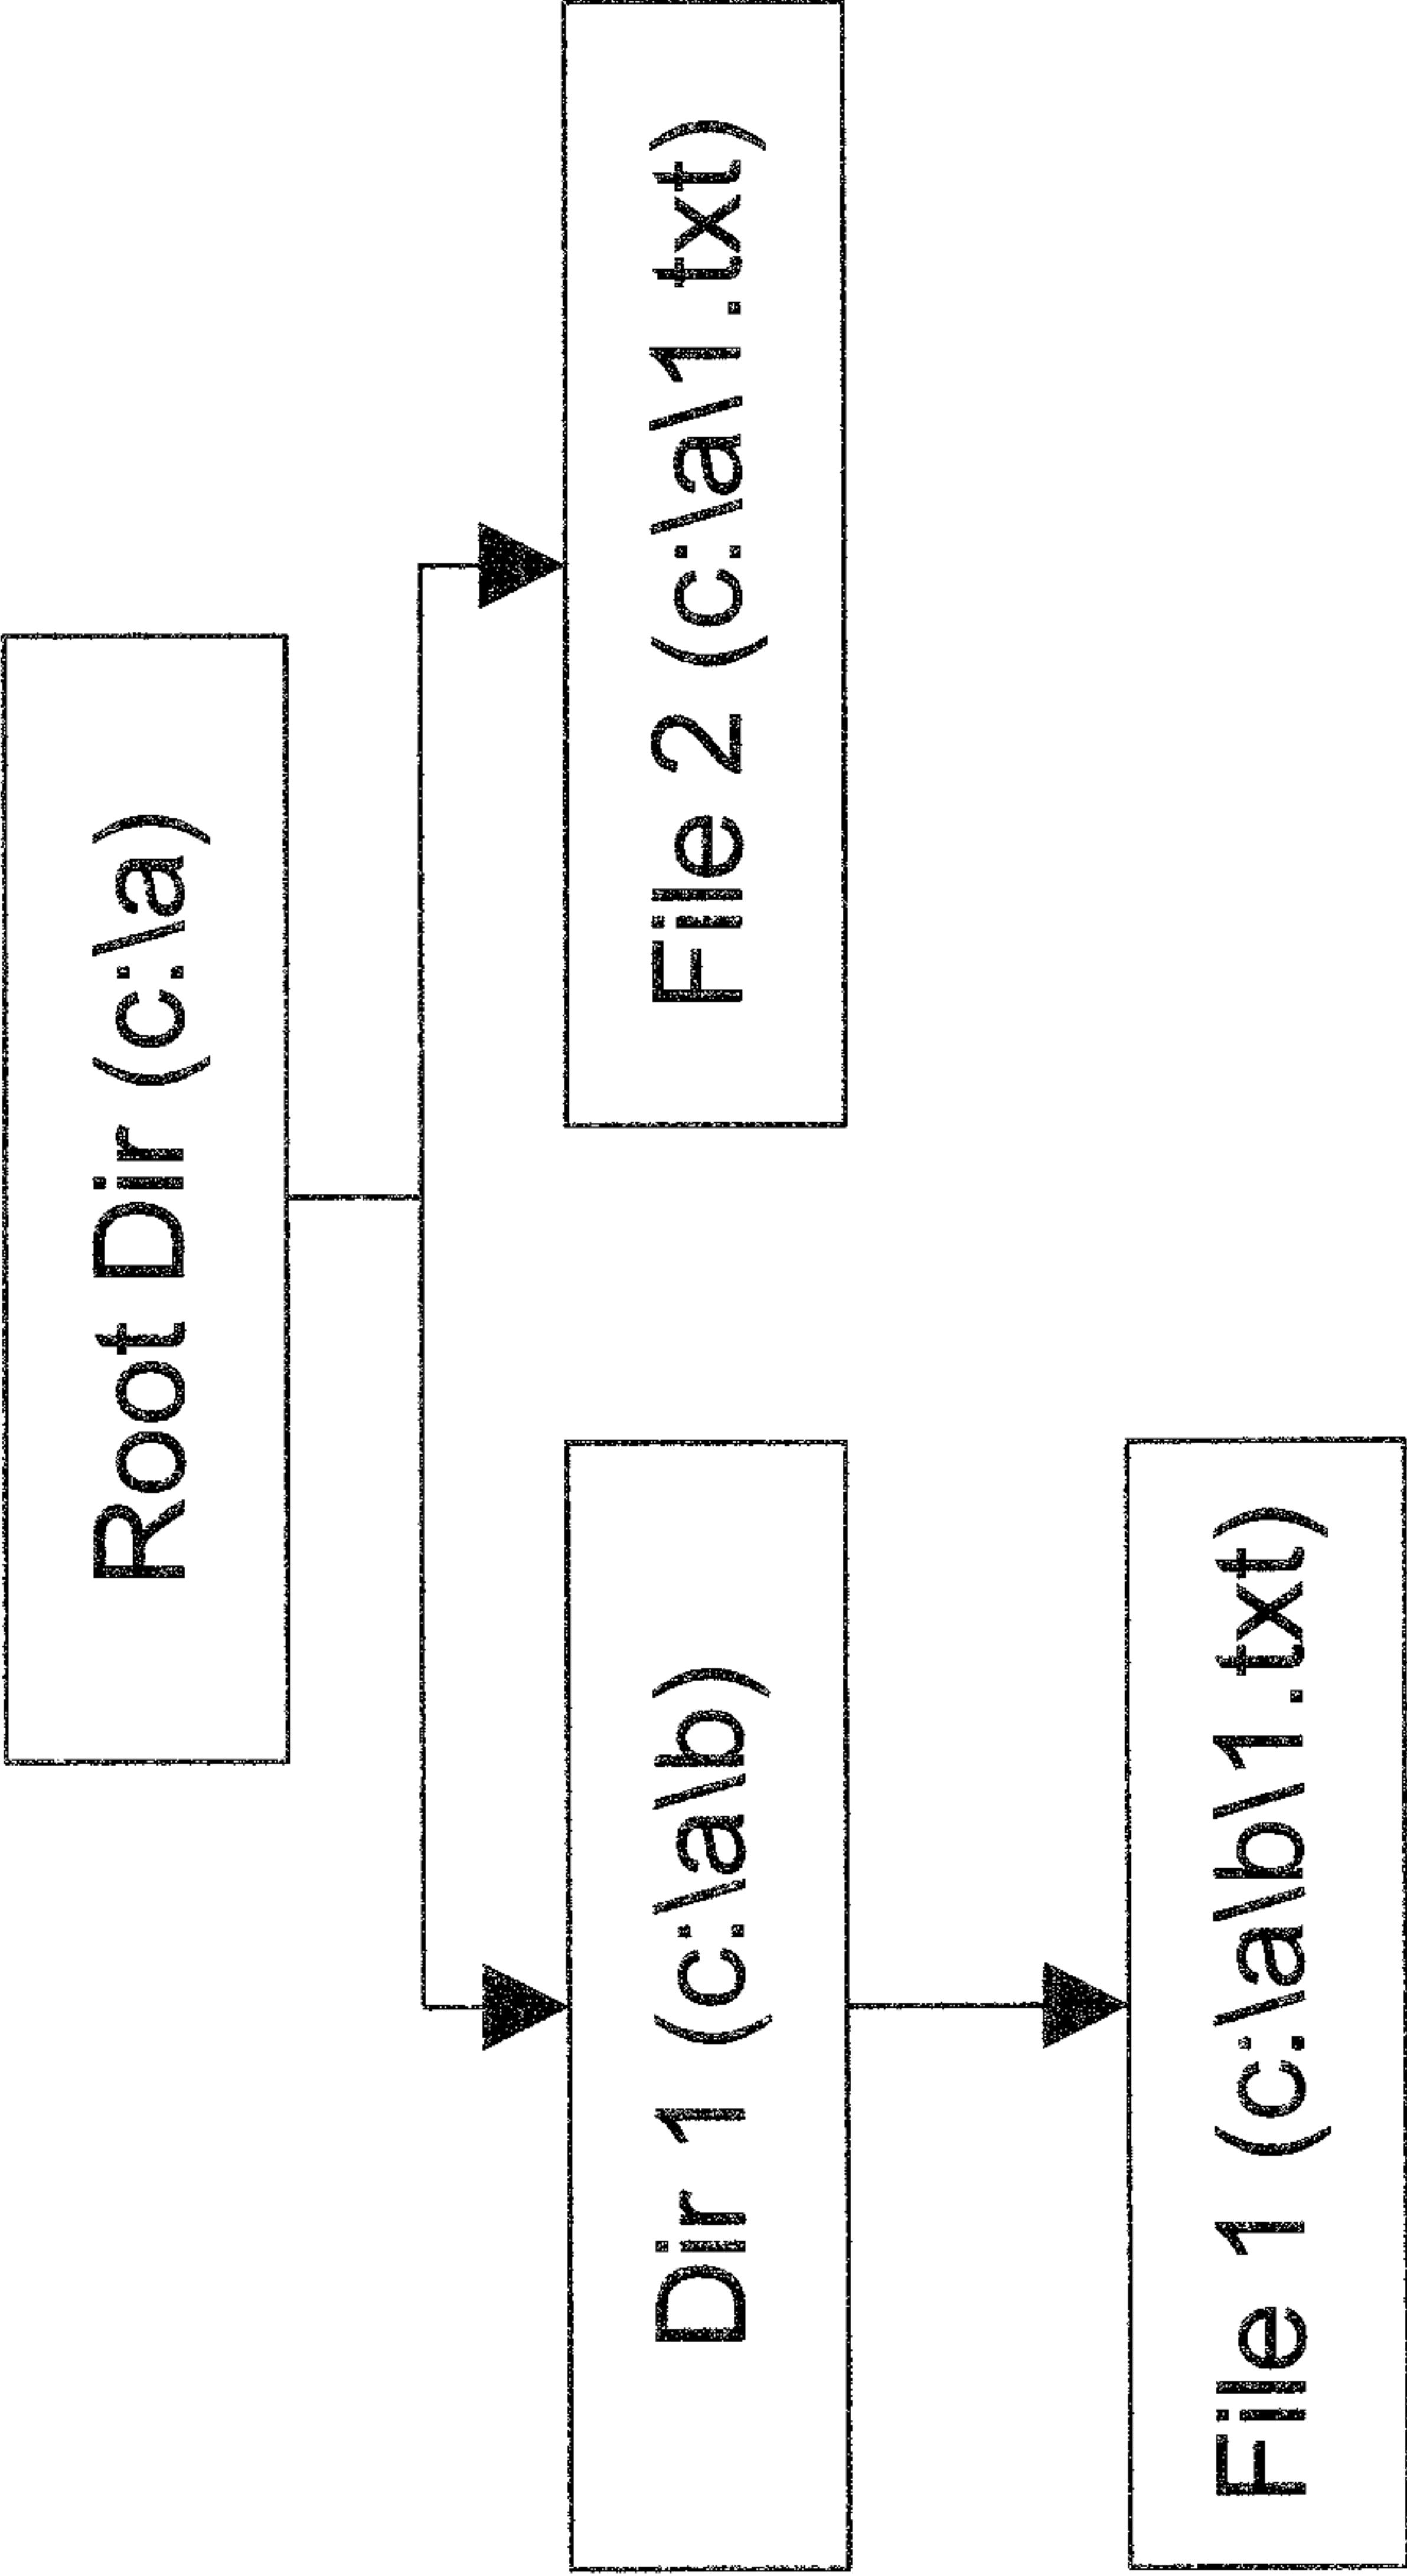 Root Dir (c:\a)
Dir 1 (c:\a\b)
File 2 (c:\a\1.txt)
File 1 (c:\a\b\1.txt)